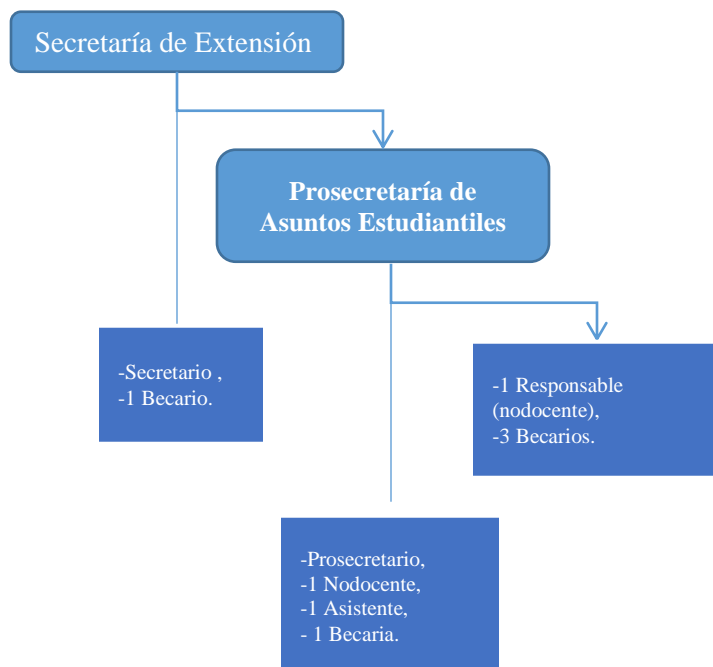 Secretaría de Extensión
Prosecretaría de
Asuntos Estudiantiles
-Secretario ,
-1 Becario.
-1 Responsable
(nodocente),
-3 Becarios.
-Prosecretario,
-1 Nodocente,
-1 Asistente,
- 1 Becaria.